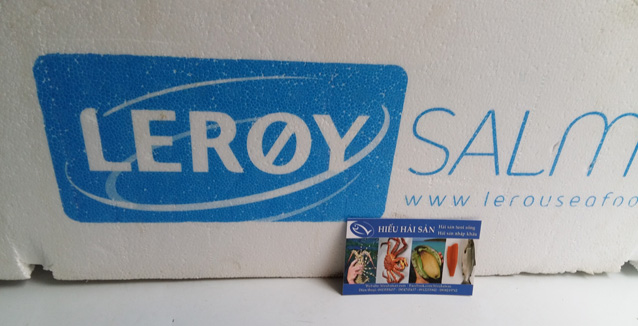 LERØY
SALM
www lerouseafoo
HIẾU HẢI SẢN
Hải sản tươi sống,
Hải sản nhập khẩu